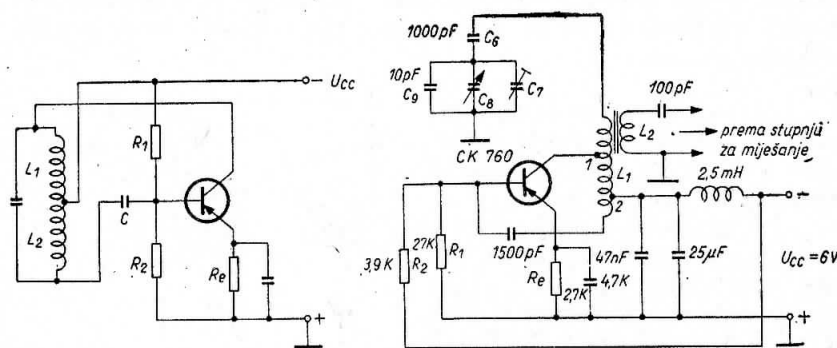 − Ucc
L1
L2
R1
C
R2
Re
+
1000pF
C6
10pF
C9
C8
C7
CK 760
100pF
L2
prema stupnju
za miješanje
1
L1
2
2,5mH
−
1500pF
3,9K
R2
27K
R1
Re
2,7K
4,7K
47nF
25µF
Ucc = 6V
+